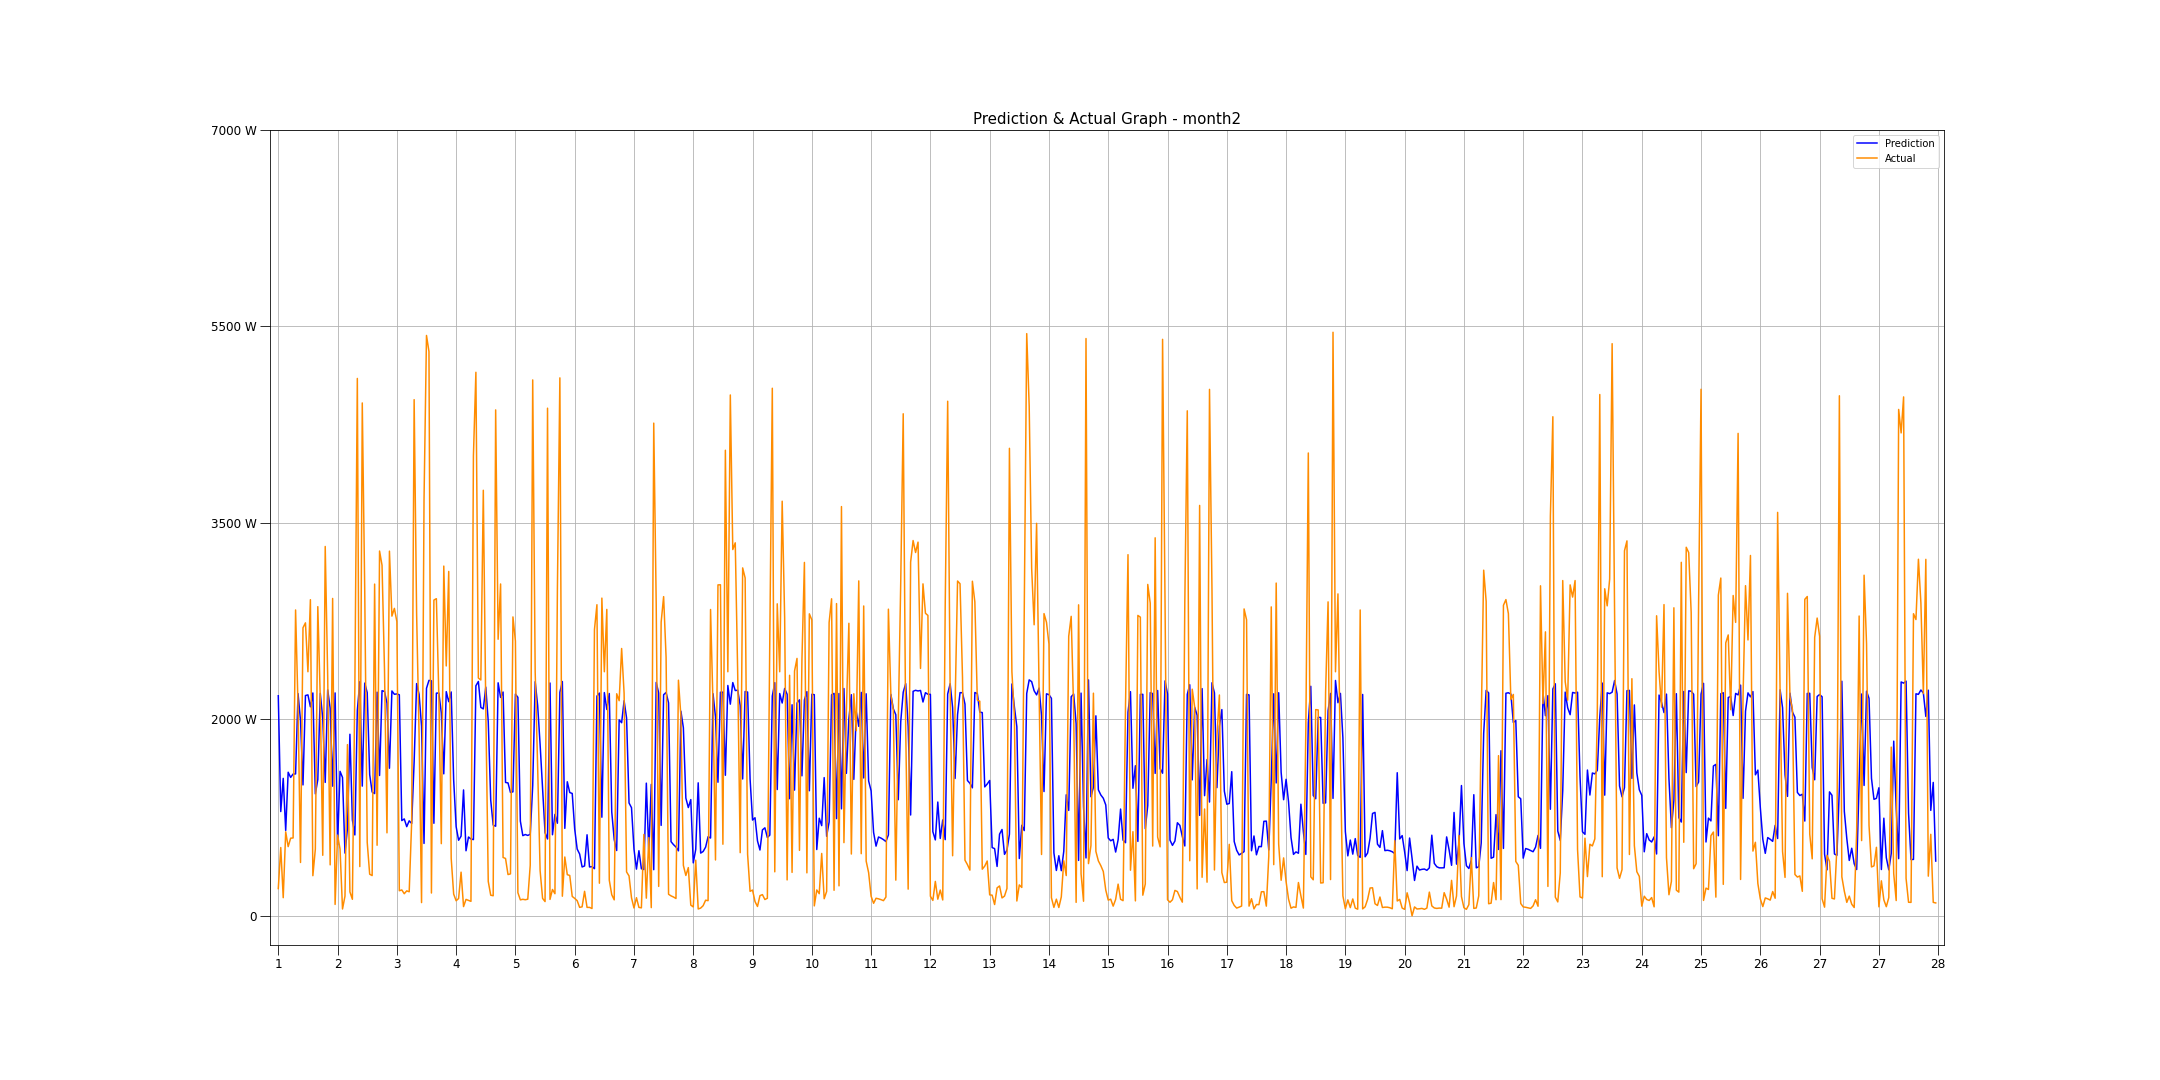 Prediction & Actual Graph - month2
7000 W
Prediction
Actual
5500 W
3500 W
2000 W
0
1 2 3 4 5 6 7 8 9 10 11 12 13 14 15 16 17 18 19 20 21 22 23 24 25 26 27 27 28